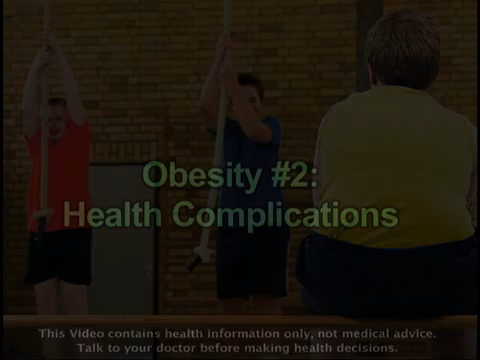 Obesity #2:
Health Complications
This Video contains health information only, not medical advice.
Talk to your doctor before making health decisions.